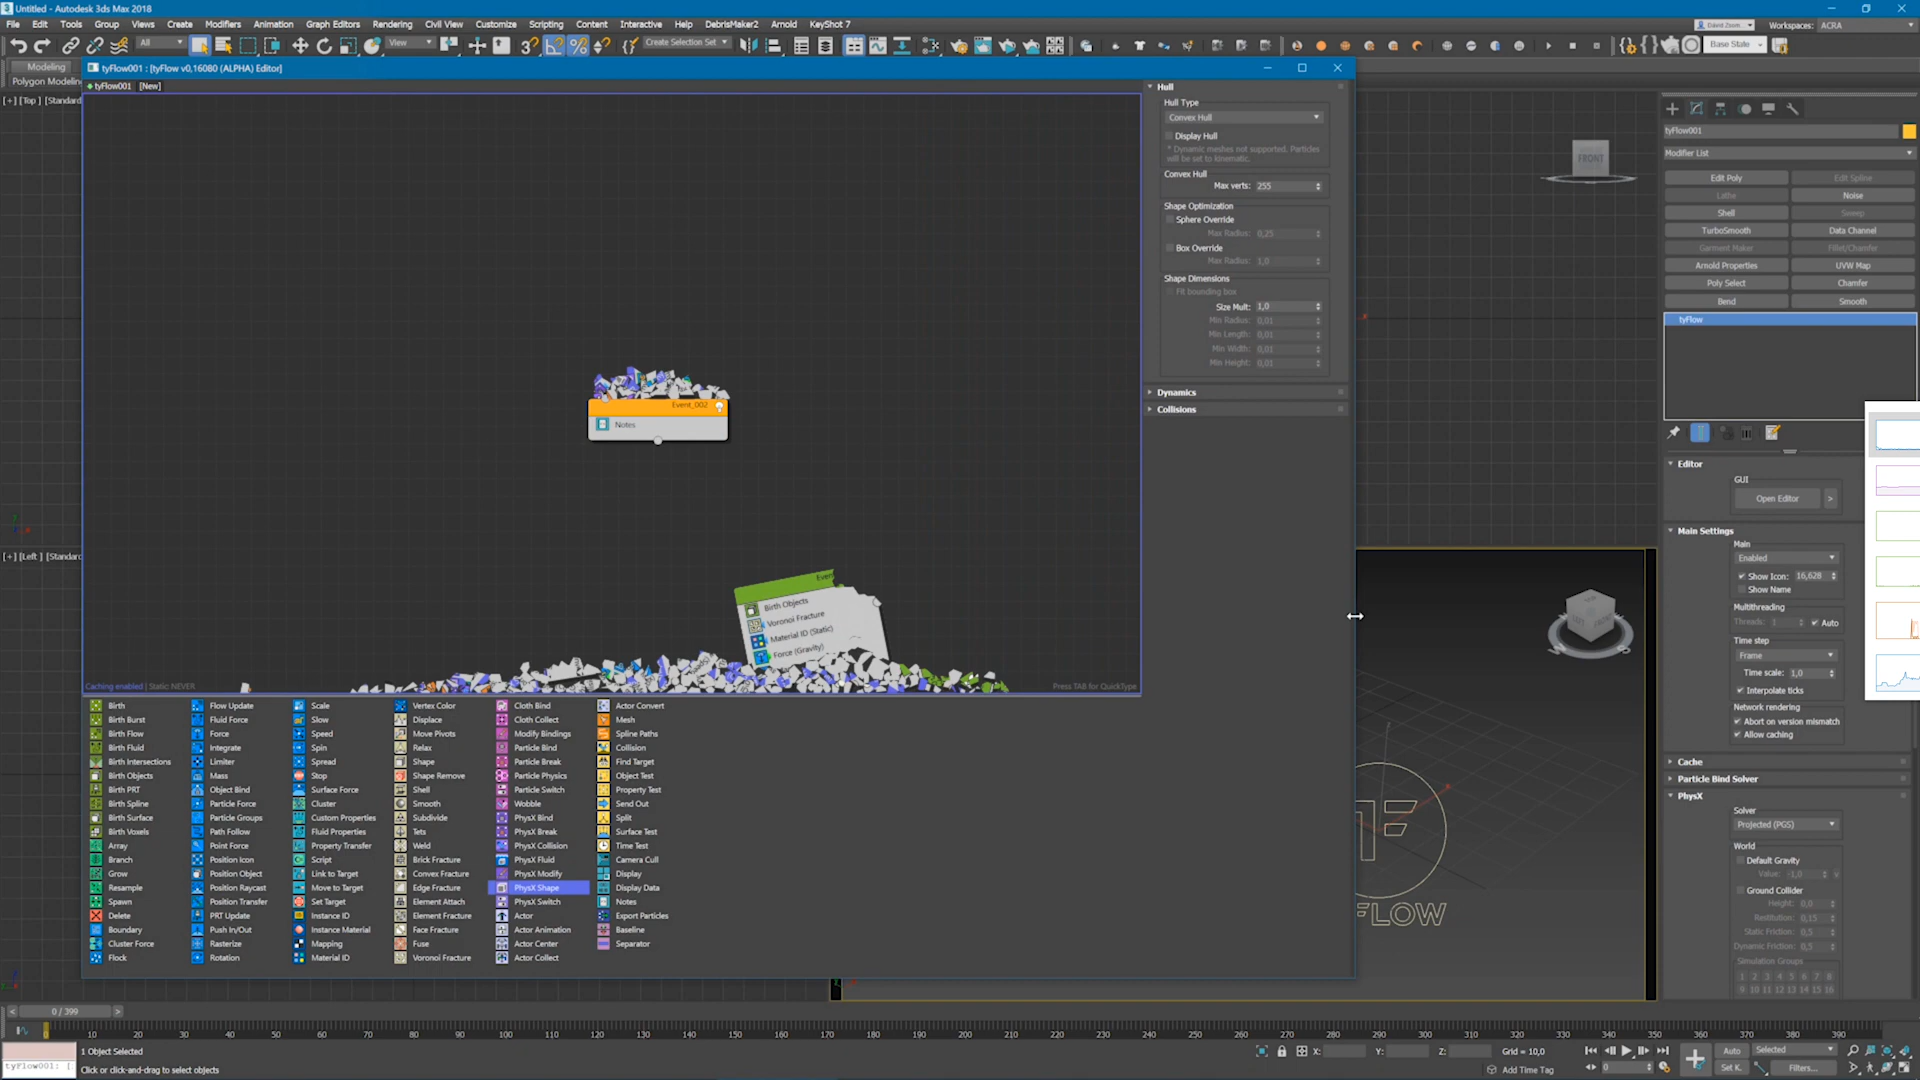 Untitled - Autodesk 3ds Max 2018
File Edit Tools Group Views Create Modifiers Animation Graph Editors Rendering Civil View Customize Scripting Content Interactive Help DebrisMaker2 Arnold KeyShot 7
David Zoom... Workspaces: ACRA
All View Create Selection Set Base State
Modeling
Polygon Modeling
tyFlow001 : [tyFlow v0,16080 (ALPHA) Editor]
tyFlow001 [New]
[+] [Top ] [Standard
[+] [Left ] [Standard
Event_002
Notes
Birth Objects
Voronoi Fracture
Material ID (Static)
Force (Gravity)
Caching enabled | Static: NEVER
Press TAB for QuickType
Hull
Hull Type
Convex Hull
Display Hull
* Dynamic meshes not supported. Particles
will be set to kinematic.
Convex Hull
Max verts: 255
Shape Optimization
Sphere Override
Max Radius: 0,25
Box Override
Max Radius: 1,0
Shape Dimensions
Fit bounding box
Size Mult: 1,0
Min Radius: 0,01
Min Length: 0,01
Min Width: 0,01
Min Height: 0,01
Dynamics
Collisions
Birth Flow Update Scale Vertex Color Cloth Bind Actor Convert
Birth Burst Fluid Force Slow Displace Cloth Collect Mesh
Birth Flow Force Speed Move Pivots Modify Bindings Spline Paths
Birth Fluid Integrate Spin Relax Particle Bind Collision
Birth Intersections Limiter Spread Shape Particle Break Find Target
Birth Objects Mass Stop Shape Remove Particle Physics Object Test
Birth PRT Object Bind Surface Force Shell Particle Switch Property Test
Birth Spline Particle Force Cluster Smooth Wobble Send Out
Birth Surface Particle Groups Custom Properties Subdivide PhysX Bind Split
Birth Voxels Path Follow Fluid Properties Tets PhysX Break Surface Test
Array Point Force Property Transfer Weld PhysX Collision Time Test
Branch Position Icon Script Brick Fracture PhysX Fluid Camera Cull
Grow Position Object Link to Target Convex Fracture PhysX Modify Display
Resample Position Raycast Move to Target Edge Fracture PhysX Shape Display Data
Spawn Position Transfer Set Target Element Attach PhysX Switch Notes
Delete PRT Update Instance ID Element Fracture Actor Export Particles
Boundary Push In/Out Instance Material Face Fracture Actor Animation Baseline
Cluster Force Rasterize Mapping Fuse Actor Center Separator
Flock Rotation Material ID Voronoi Fracture Actor Collect
FRONT
FLOW
tyFlow001
Modifier List
Edit Poly Edit Spline
Lathe Noise
Shell Sweep
TurboSmooth Data Channel
Garment Maker Fillet/Chamfer
Arnold Properties UVW Map
Poly Select Chamfer
Bend Smooth
tyFlow
Editor
GUI
Open Editor >
Main Settings
Main
Enabled
Show Icon: 16,628
Show Name
Multithreading
Threads: 1 Auto
Time step
Frame
Time scale: 1,0
Interpolate ticks
Network rendering
Abort on version mismatch
Allow caching
Cache
Particle Bind Solver
PhysX
Solver
Projected (PGS)
World
Default Gravity
Value: -1,0
Ground Collider
Height: 0,0
Restitution: 0,15
Static Friction: 0,5
Dynamic Friction: 0,5
Simulation Groups
1 2 3 4 5 6 7 8
9 10 11 12 13 14 15 16
< 0 / 399 >
0 10 20 30 40 50 60 70 80 90 100 110 120 130 140 150 160 170 180 190 200 210 220 230 240 250 260 270 280 290 300 310 320 330 340 350 360 370 380 390
1 Object Selected
tyFlow001: [
Click or click-and-drag to select objects
X: Y: Z: Grid = 10,0
Add Time Tag
0
Auto Selected
Set K. Filters...